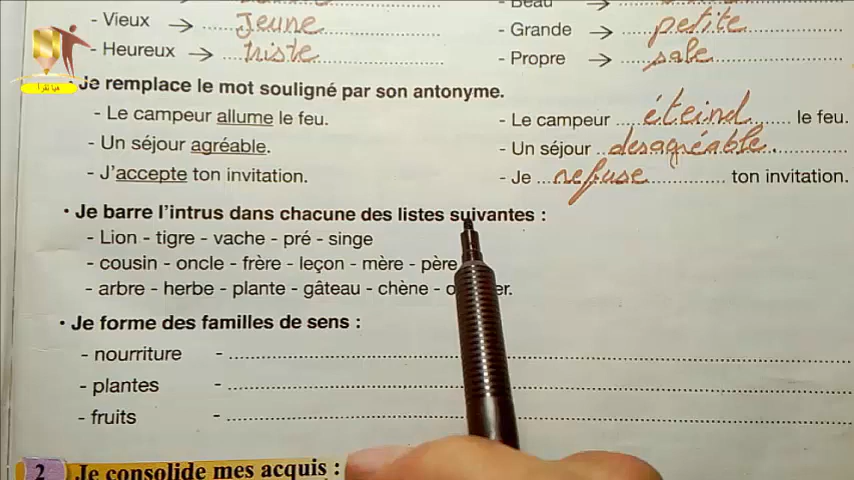 - Beau
- Vieux → Jeune - Grande → petite
- Heureux → triste - Propre → sale
هيا نقرأ
Je remplace le mot souligné par son antonyme.
- Le campeur allume le feu. - Le campeur éteind le feu.
- Un séjour agréable. - Un séjour desagréable.
- J'accepte ton invitation. - Je refuse ton invitation.
• Je barre l'intrus dans chacune des listes suivantes :
- Lion - tigre - vache - pré - singe
- cousin - oncle - frère - leçon - mère - père
- arbre - herbe - plante - gâteau - chène -
• Je forme des familles de sens :
- nourriture -
- plantes -
- fruits -
2 Je consolide mes acquis :